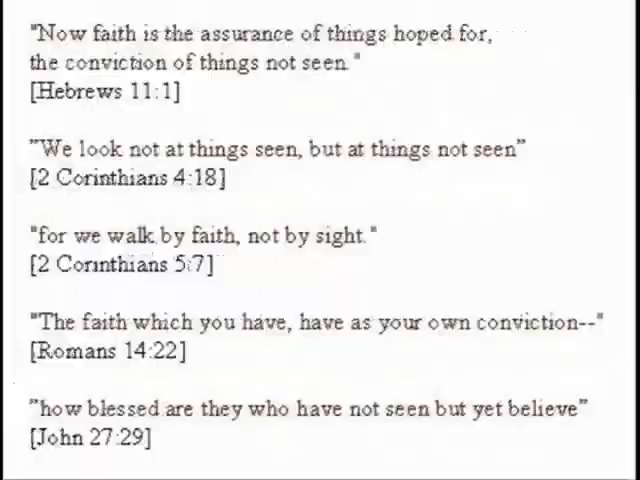 "Now faith is the assurance of things hoped for,
the conviction of things not seen."
[Hebrews 11:1]
"We look not at things seen, but at things not seen"
[2 Corinthians 4:18]
"for we walk by faith, not by sight."
[2 Corinthians 5:7]
"The faith which you have, have as your own conviction--"
[Romans 14:22]
"how blessed are they who have not seen but yet believe"
[John 27:29]